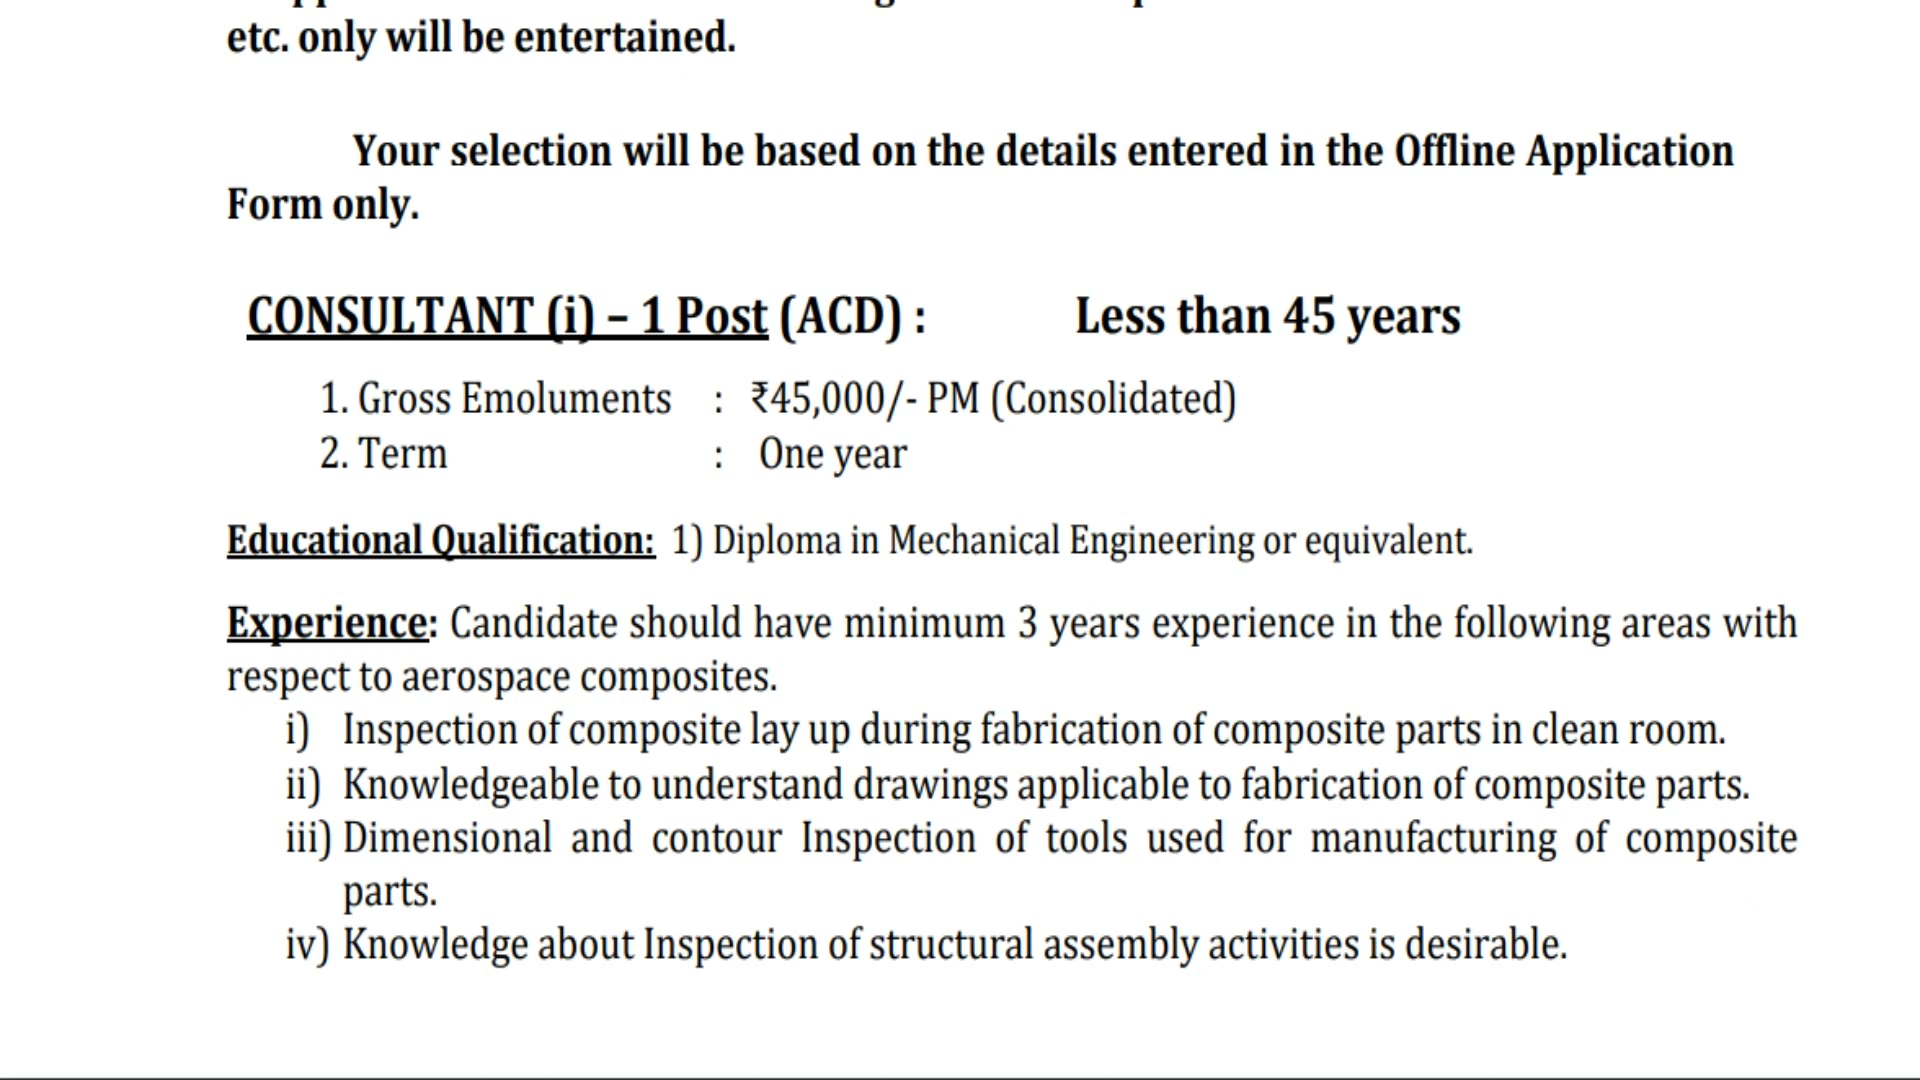 etc. only will be entertained.
Your selection will be based on the details entered in the Offline Application
Form only.
CONSULTANT (i) – 1 Post (ACD) : Less than 45 years
1. Gross Emoluments : ₹45,000/- PM (Consolidated)
2. Term : One year
Educational Qualification: 1) Diploma in Mechanical Engineering or equivalent.
Experience: Candidate should have minimum 3 years experience in the following areas with
respect to aerospace composites.
i) Inspection of composite lay up during fabrication of composite parts in clean room.
ii) Knowledgeable to understand drawings applicable to fabrication of composite parts.
iii) Dimensional and contour Inspection of tools used for manufacturing of composite
parts.
iv) Knowledge about Inspection of structural assembly activities is desirable.